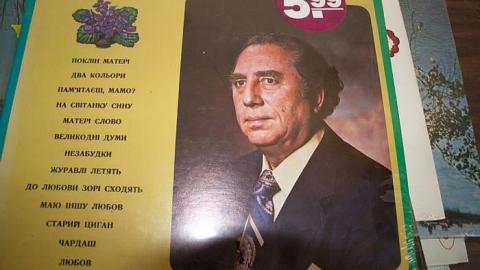 5.99
ПОКЛІН МАТЕРІ
ДВА КОЛЬОРИ
ПАМ'ЯТАЄШ, МАМО?
НА СВІТАНКУ СИНУ
МАТЕРІ СЛОВО
ВЕЛИКОДНІ ДУМИ
НЕЗАБУДКИ
ЖУРАВЛІ ЛЕТЯТЬ
ДО ЛЮБОВИ ЗОРІ СХОДЯТЬ
МАЮ ІНШУ ЛЮБОВ
СТАРИЙ ЦИГАН
ЧАРДАШ
ЛЮБОВ